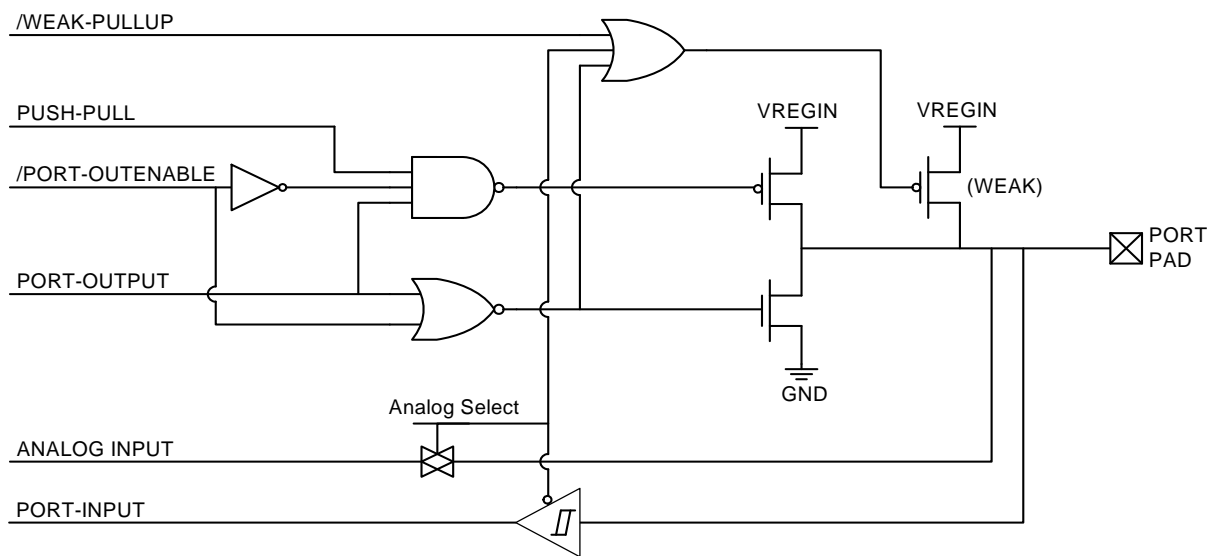 /WEAK-PULLUP
PUSH-PULL
VREGIN
VREGIN
/PORT-OUTENABLE
(WEAK)
PORT
PAD
PORT-OUTPUT
GND
Analog Select
ANALOG INPUT
PORT-INPUT